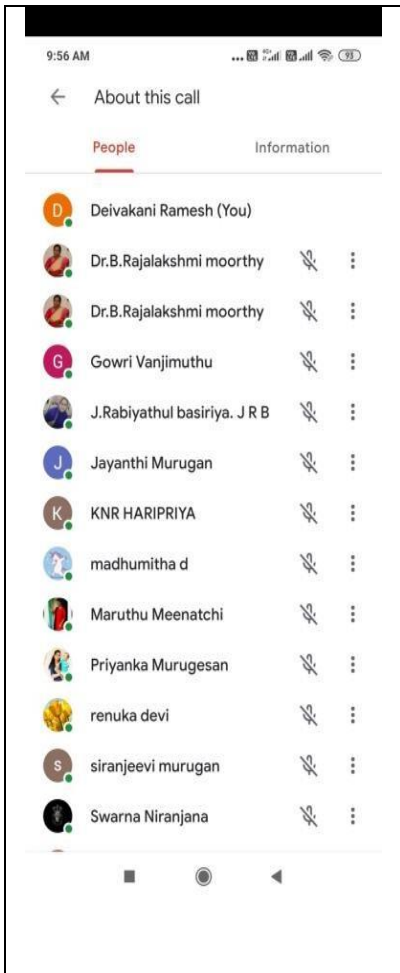 9:56 AM ... 93
About this call
People Information
D Deivakani Ramesh (You)
Dr.B.Rajalakshmi moorthy
Dr.B.Rajalakshmi moorthy
G Gowri Vanjimuthu
J.Rabiyathul basiriya. J R B
J Jayanthi Murugan
K KNR HARIPRIYA
madhumitha d
Maruthu Meenatchi
Priyanka Murugesan
renuka devi
s siranjeevi murugan
Swarna Niranjana